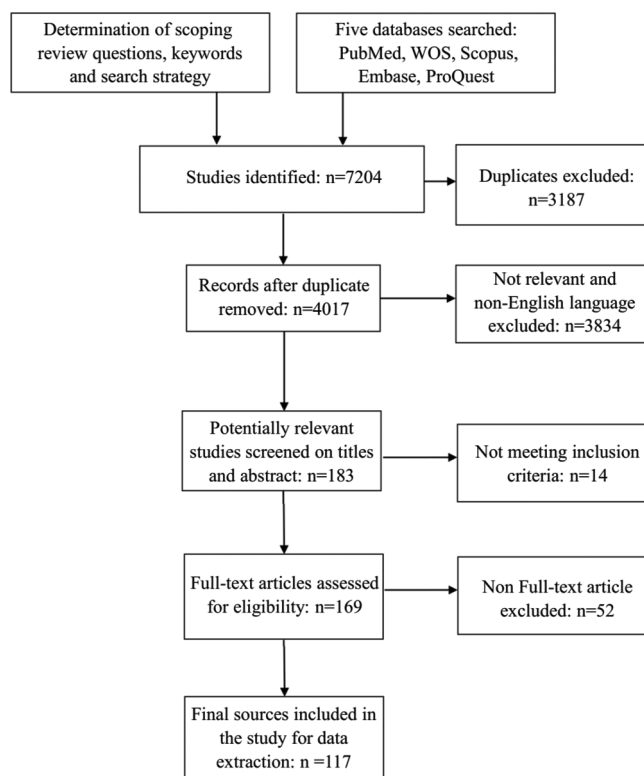 Determination of scoping
review questions, keywords
and search strategy
Five databases searched:
PubMed, WOS, Scopus,
Embase, ProQuest
Studies identified: n=7204
Duplicates excluded:
n=3187
Records after duplicate
removed: n=4017
Not relevant and
non-English language
excluded: n=3834
Potentially relevant
studies screened on titles
and abstract: n=183
Not meeting inclusion
criteria: n=14
Full-text articles assessed
for eligibility: n=169
Non Full-text article
excluded: n=52
Final sources included in
the study for data
extraction: n =117